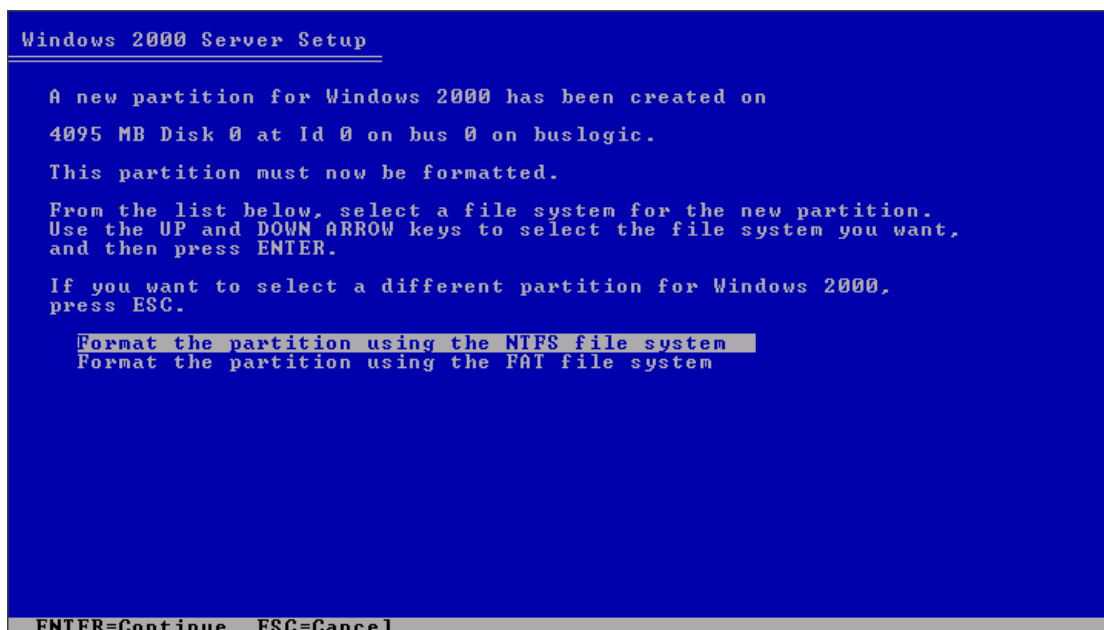 Windows 2000 Server Setup
A new partition for Windows 2000 has been created on
4095 MB Disk 0 at Id 0 on bus 0 on buslogic.
This partition must now be formatted.
From the list below, select a file system for the new partition.
Use the UP and DOWN ARROW keys to select the file system you want,
and then press ENTER.
If you want to select a different partition for Windows 2000,
press ESC.
Format the partition using the NTFS file system
Format the partition using the FAT file system
ENTER=Continue ESC=Cancel